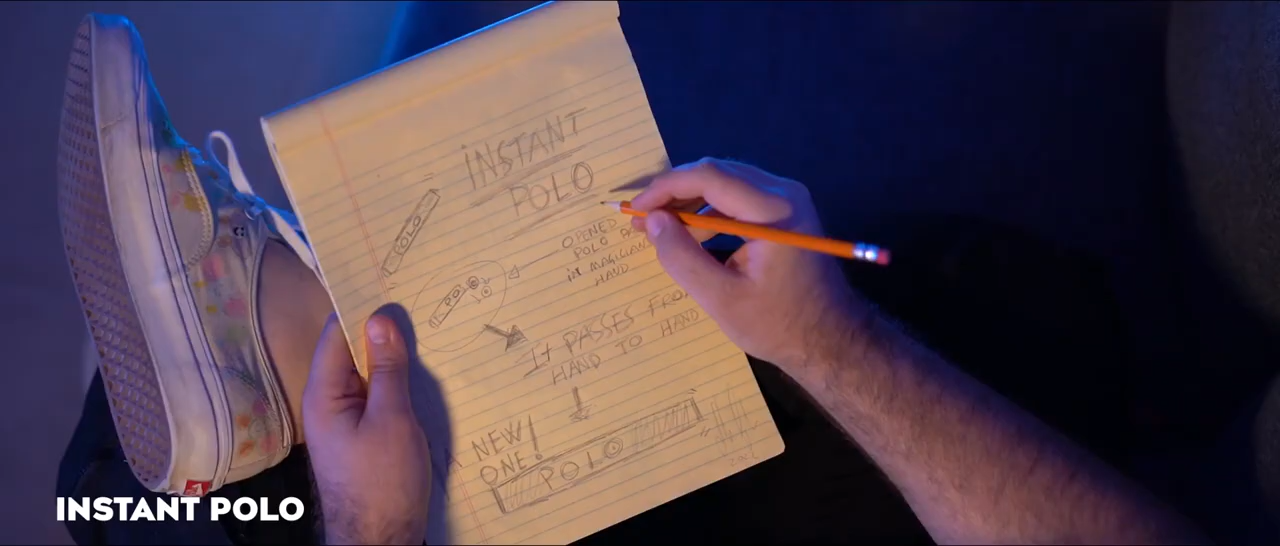 INSTANT
POLO
POLO
OPENED
POLO
IN MAGICIAN
HAND
PO
It PASSES FROM
HAND TO HAND
NEW
ONE!
POLO
INSTANT POLO